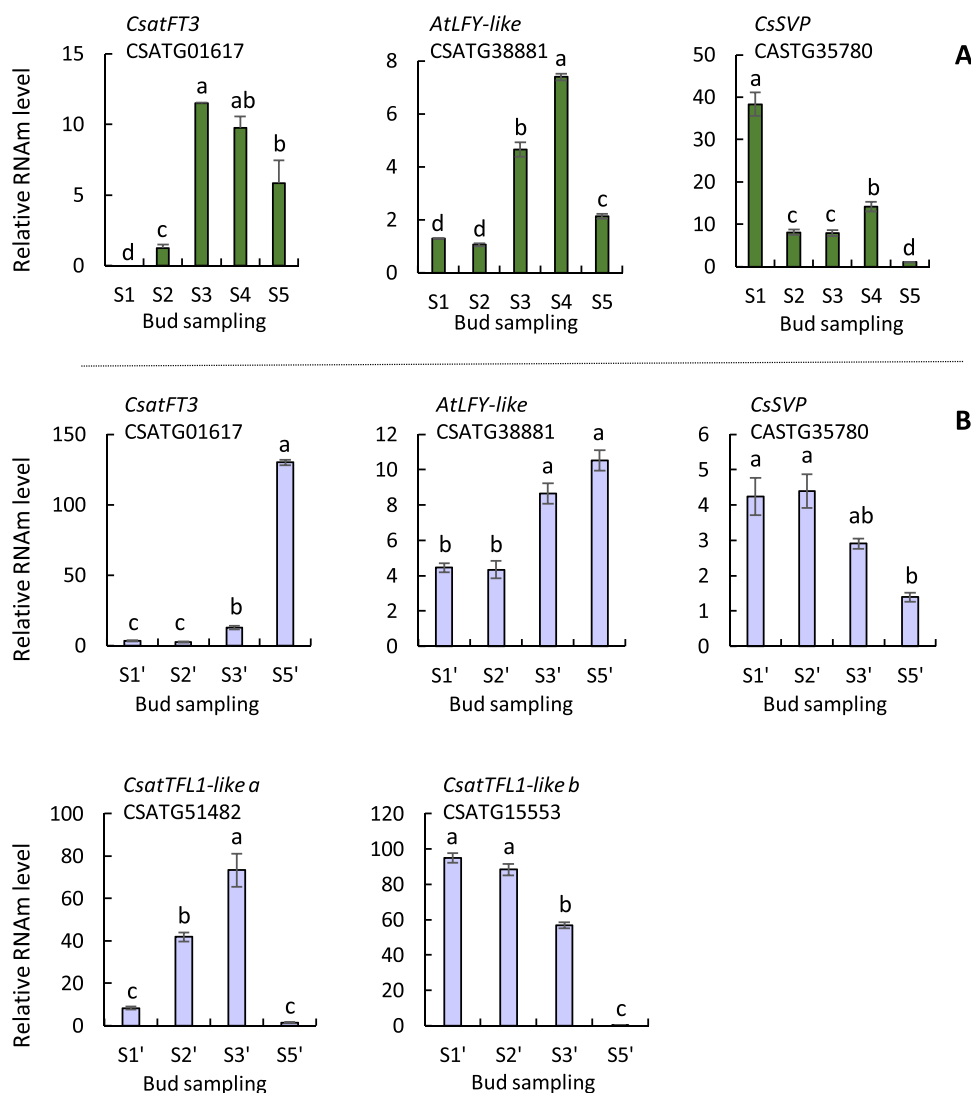 CsatFT3
CSATG01617
Relative RNAm level
15
10
5
0
d
c
a
ab
b
S1 S2 S3 S4 S5
Bud sampling
AtLFY-like
CSATG38881
8
6
4
2
0
d
d
b
a
c
S1 S2 S3 S4 S5
Bud sampling
CsSVP
CASTG35780
A
50
40
30
20
10
0
a
c
c
b
d
S1 S2 S3 S4 S5
Bud sampling
CsatFT3
CSATG01617
Relative RNAm level
150
100
50
0
c
c
b
a
S1' S2' S3' S5'
Bud sampling
AtLFY-like
CSATG38881
12
10
8
6
4
2
0
b
b
a
a
S1' S2' S3' S5'
Bud sampling
CsSVP
CASTG35780
B
6
5
4
3
2
1
0
a
a
ab
b
S1' S2' S3' S5'
Bud sampling
CsatTFL1-like a
CSATG51482
Relative RNAm level
100
80
60
40
20
0
c
b
a
c
S1' S2' S3' S5'
Bud sampling
CsatTFL1-like b
CSATG15553
120
100
80
60
40
20
0
a
a
b
c
S1' S2' S3' S5'
Bud sampling